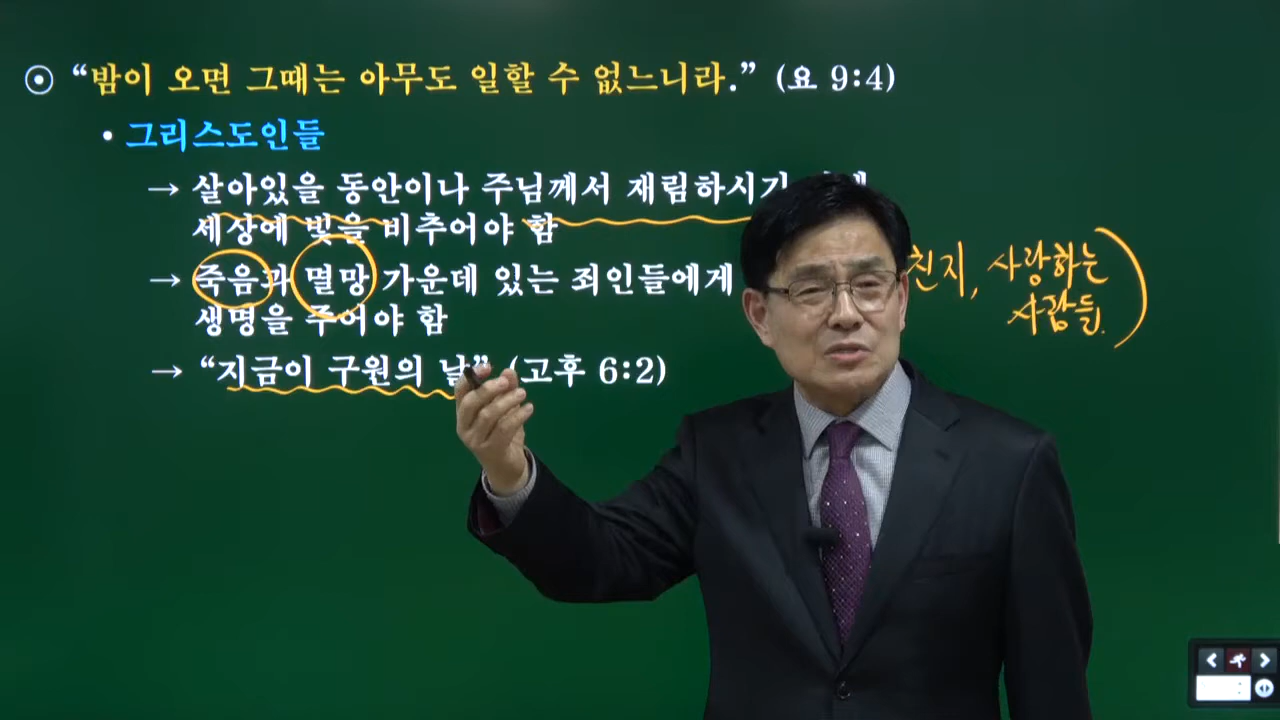 ⊙ “밤이 오면 그때는 아무도 일할 수 없느니라.” (요 9:4)
• 그리스도인들
→ 살아있을 동안이나 주님께서 재림하시기
세상에 빛을 비추어야 함
→ 죽음과 멸망 가운데 있는 죄인들에게
친지, 사랑하는
사람들.
생명을 주어야 함
→ “지금이 구원의 날” (고후 6:2)